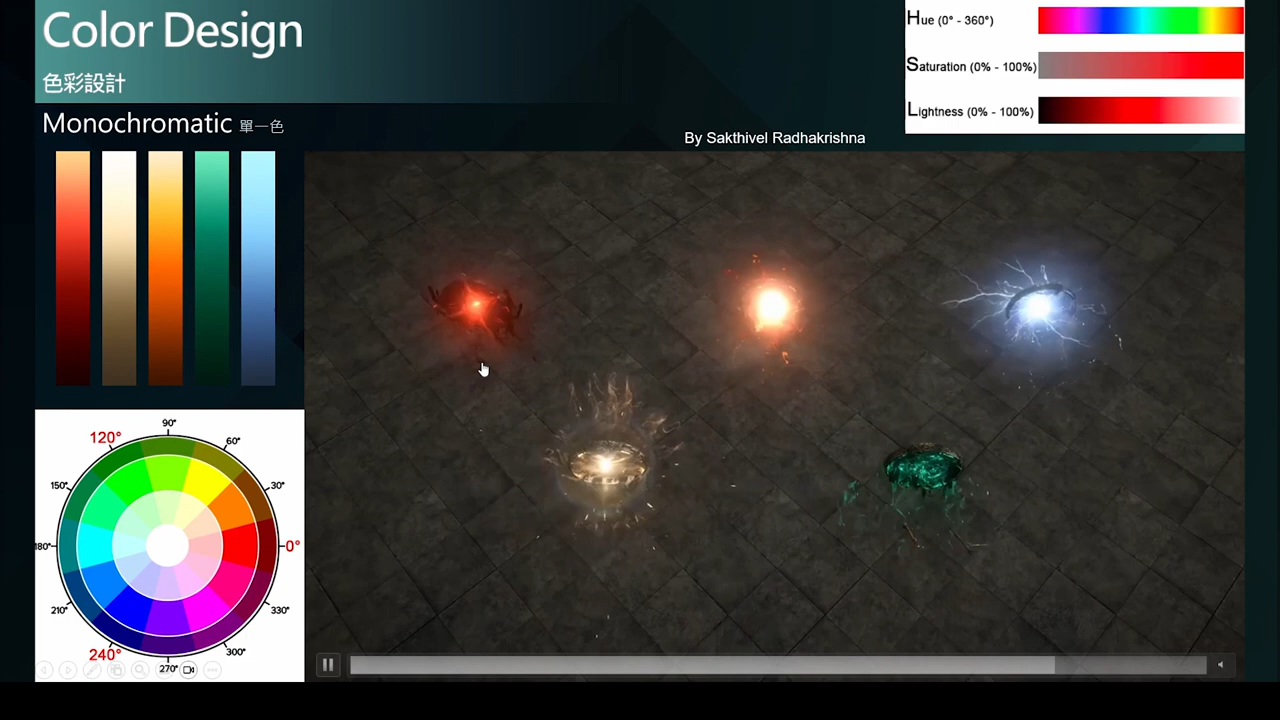 Color Design
色彩設計
Hue (0° - 360°)
Saturation (0% - 100%)
Lightness (0% - 100%)
Monochromatic 單一色
By Sakthivel Radhakrishna
90°
120°
60°
150°
30°
180°
0°
210°
330°
240°
300°
270°